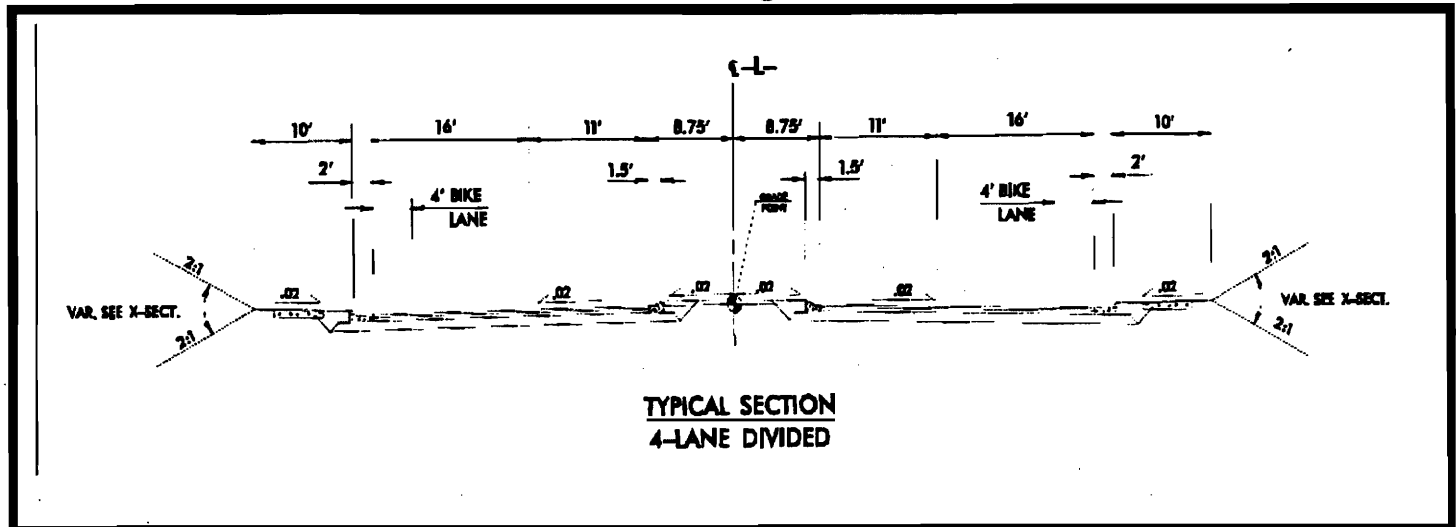 ℄ -L-
10' 16' 11' 8.75' 8.75' 11' 16' 10'
2' 1.5' 1.5' 2'
4' BIKE
LANE
4' BIKE
LANE
GRADE
POINT
2:1 2:1
.02 .02 .02 .02 .02 .02
VAR. SEE X-SECT. VAR. SEE X-SECT.
2:1 2:1
TYPICAL SECTION
4-LANE DIVIDED